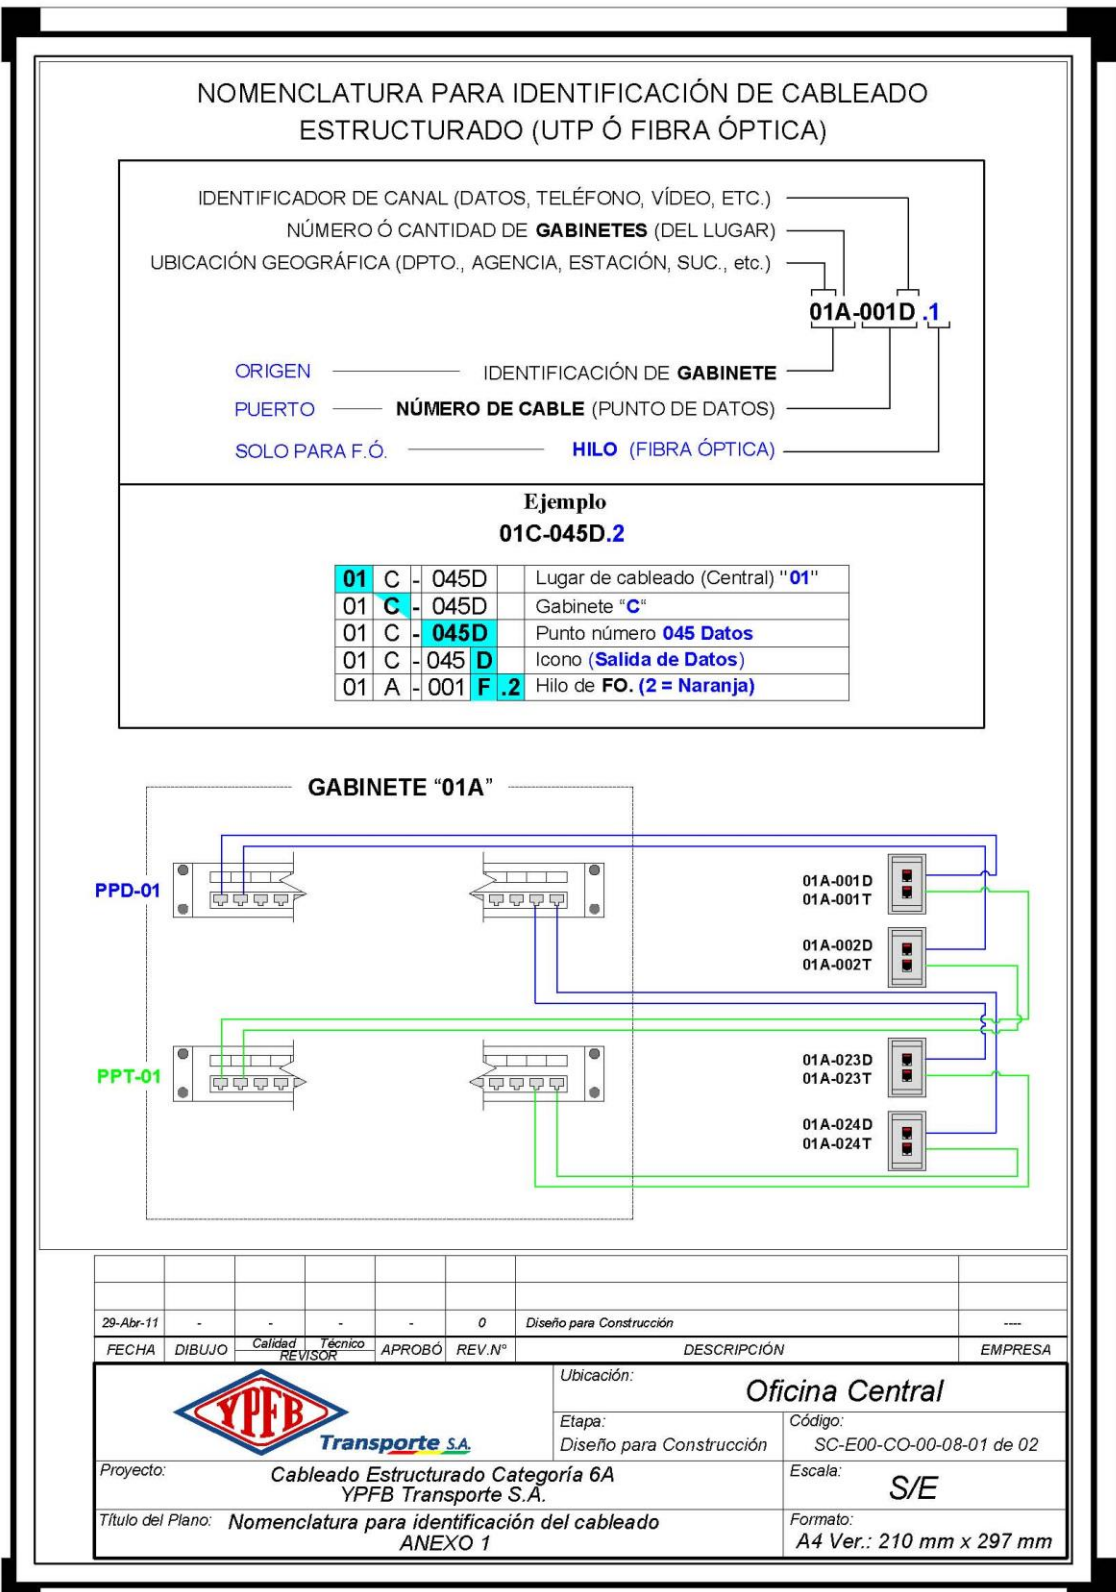 NOMENCLATURA PARA IDENTIFICACIÓN DE CABLEADO
ESTRUCTURADO (UTP Ó FIBRA ÓPTICA)
IDENTIFICADOR DE CANAL (DATOS, TELÉFONO, VÍDEO, ETC.)
NÚMERO Ó CANTIDAD DE GABINETES (DEL LUGAR)
UBICACIÓN GEOGRÁFICA (DPTO., AGENCIA, ESTACIÓN, SUC., etc.)
01A-001D.1
ORIGEN IDENTIFICACIÓN DE GABINETE
PUERTO NÚMERO DE CABLE (PUNTO DE DATOS)
SOLO PARA F.Ó. HILO (FIBRA ÓPTICA)
Ejemplo
01C-045D.2
01 C - 045D Lugar de cableado (Central) "01"
01 C - 045D Gabinete “C“
01 C - 045D Punto número 045 Datos
01 C - 045 D Icono (Salida de Datos)
01 A - 001 F .2 Hilo de FO. (2 = Naranja)
GABINETE “01A”
PPD-01
01A-001D
01A-001T
01A-002D
01A-002T
PPT-01
01A-023D
01A-023T
01A-024D
01A-024T
29-Abr-11 - - - - 0 Diseño para Construcción ----
FECHA DIBUJO Calidad Técnico REVISOR APROBÓ REV.N° DESCRIPCIÓN EMPRESA
YPFB
Transporte S.A.
Ubicación: Oficina Central
Etapa: Diseño para Construcción
Código: SC-E00-CO-00-08-01 de 02
Proyecto: Cableado Estructurado Categoría 6A
YPFB Transporte S.A.
Escala: S/E
Título del Plano: Nomenclatura para identificación del cableado
ANEXO 1
Formato: A4 Ver.: 210 mm x 297 mm